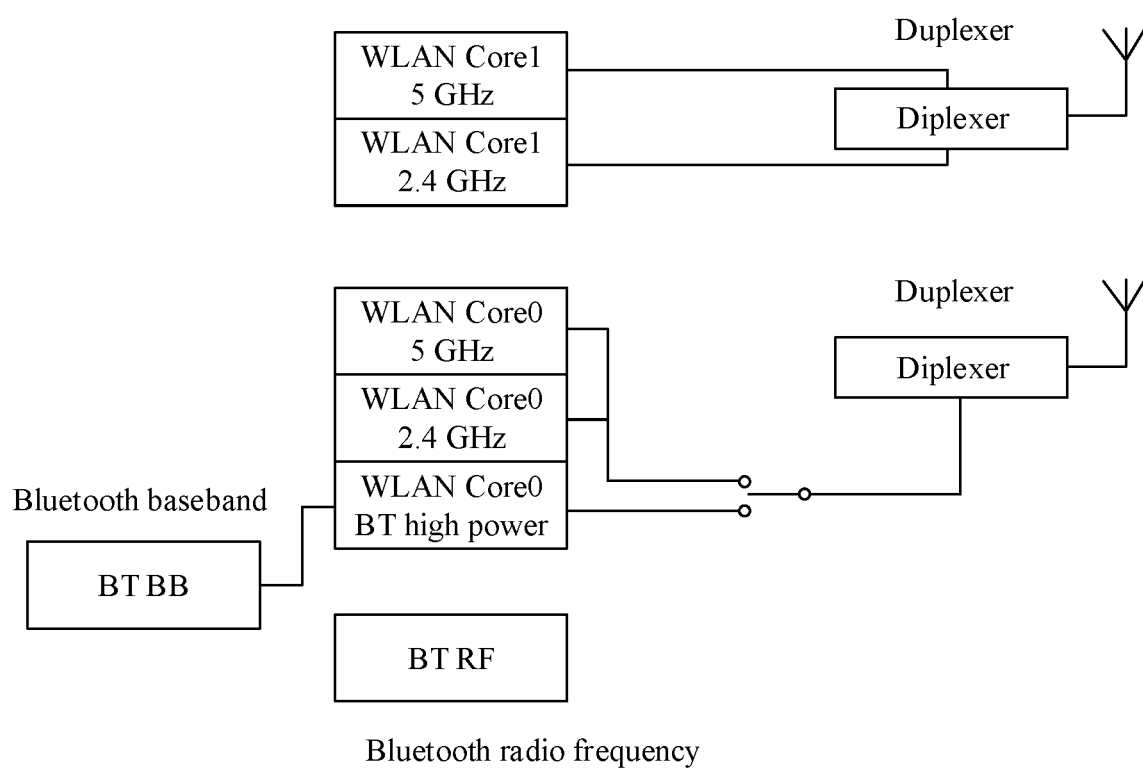 Duplexer
WLAN Core1
5 GHz
Diplexer
WLAN Core1
2.4 GHz
Duplexer
WLAN Core0
5 GHz
Diplexer
WLAN Core0
2.4 GHz
Bluetooth baseband
WLAN Core0
BT high power
BT BB
BT RF
Bluetooth radio frequency